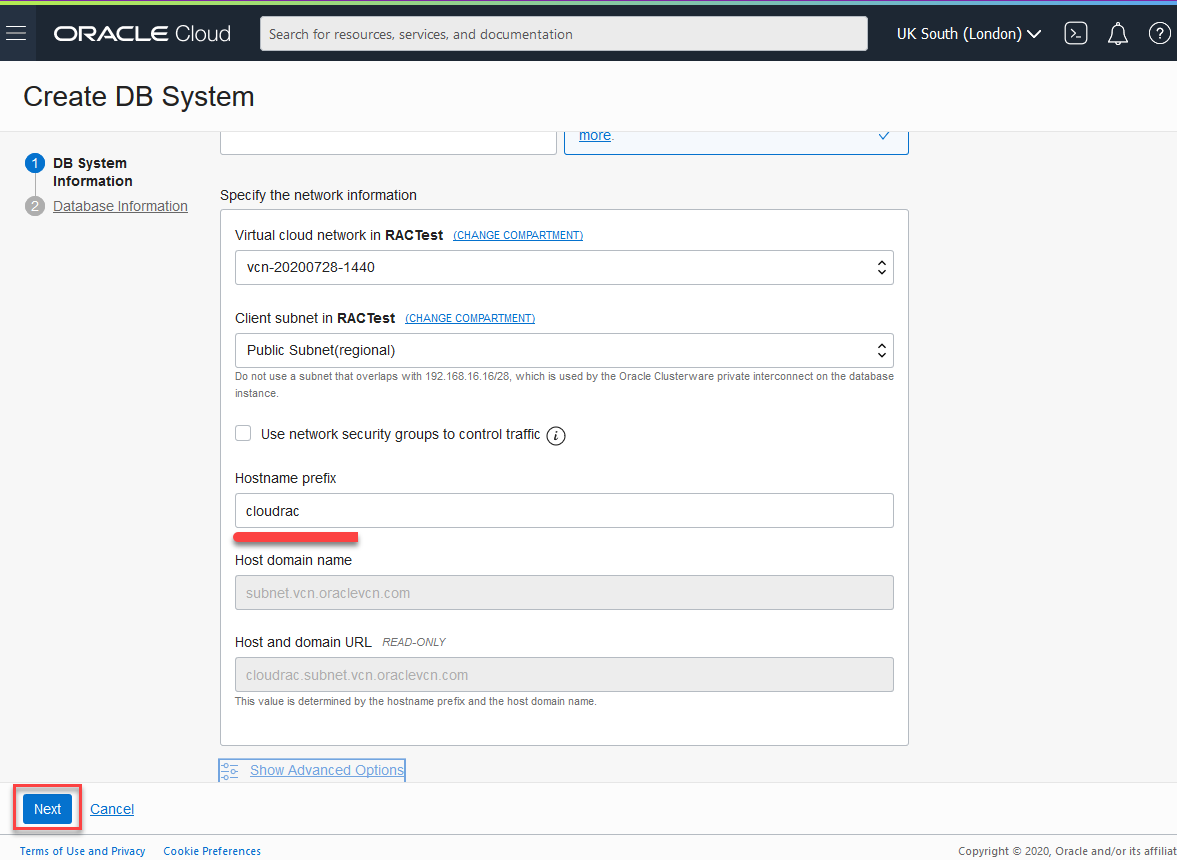 ORACLE Cloud
Search for resources, services, and documentation
UK South (London)
Create DB System
1 DB System
Information
2 Database Information
more.
Specify the network information
Virtual cloud network in RACTest (CHANGE COMPARTMENT)
vcn-20200728-1440
Client subnet in RACTest (CHANGE COMPARTMENT)
Public Subnet(regional)
Do not use a subnet that overlaps with 192.168.16.16/28, which is used by the Oracle Clusterware private interconnect on the database
instance.
Use network security groups to control traffic i
Hostname prefix
cloudrac
Host domain name
subnet.vcn.oraclevcn.com
Host and domain URL READ-ONLY
cloudrac.subnet.vcn.oraclevcn.com
This value is determined by the hostname prefix and the host domain name.
Show Advanced Options
Next Cancel
Terms of Use and Privacy Cookie Preferences Copyright © 2020, Oracle and/or its affiliat